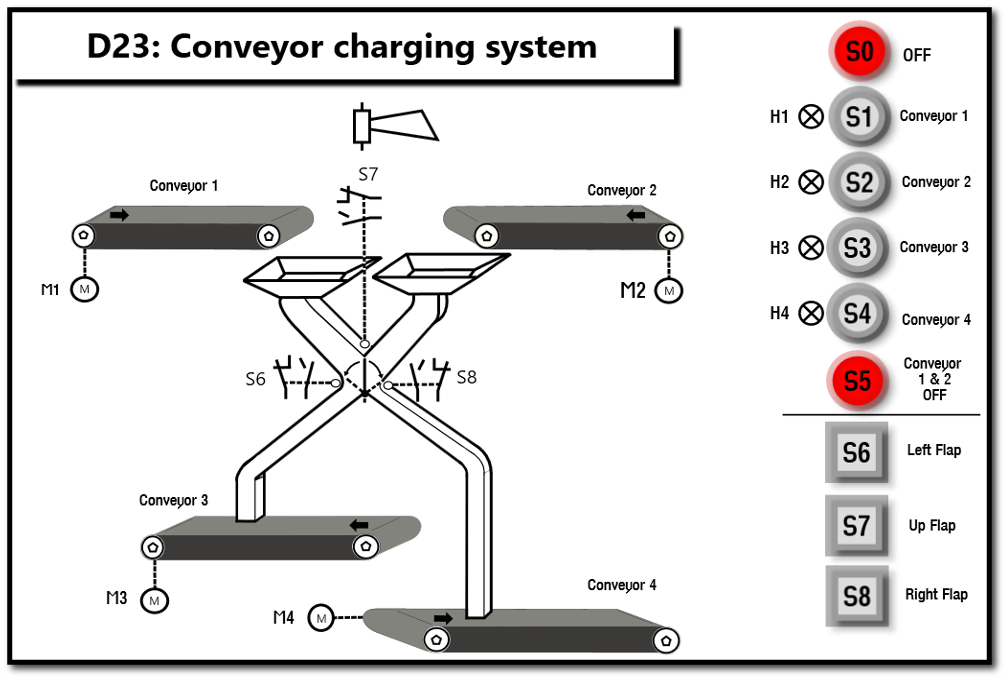 D23: Conveyor charging system
S0 OFF
H1 S1 Conveyor 1
H2 S2 Conveyor 2
H3 S3 Conveyor 3
H4 S4 Conveyor 4
S5 Conveyor
1 & 2
OFF
S6 Left Flap
S7 Up Flap
S8 Right Flap
S7
Conveyor 1
Conveyor 2
M1 M
M2 M
S6
S8
Conveyor 3
M3 M
Conveyor 4
M4 M